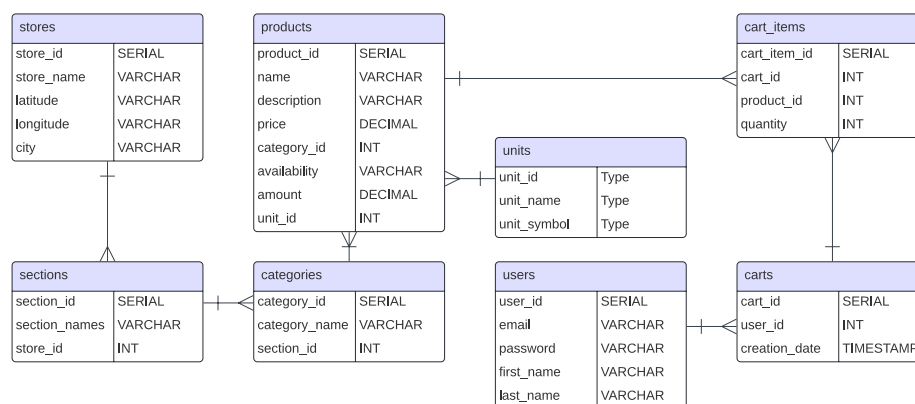 stores
store_id SERIAL
store_name VARCHAR
latitude VARCHAR
longitude VARCHAR
city VARCHAR
products
product_id SERIAL
name VARCHAR
description VARCHAR
price DECIMAL
category_id INT
availability VARCHAR
amount DECIMAL
unit_id INT
cart_items
cart_item_id SERIAL
cart_id INT
product_id INT
quantity INT
units
unit_id Type
unit_name Type
unit_symbol Type
sections
section_id SERIAL
section_names VARCHAR
store_id INT
categories
category_id SERIAL
category_name VARCHAR
section_id INT
users
user_id SERIAL
email VARCHAR
password VARCHAR
first_name VARCHAR
last_name VARCHAR
carts
cart_id SERIAL
user_id INT
creation_date TIMESTAMP